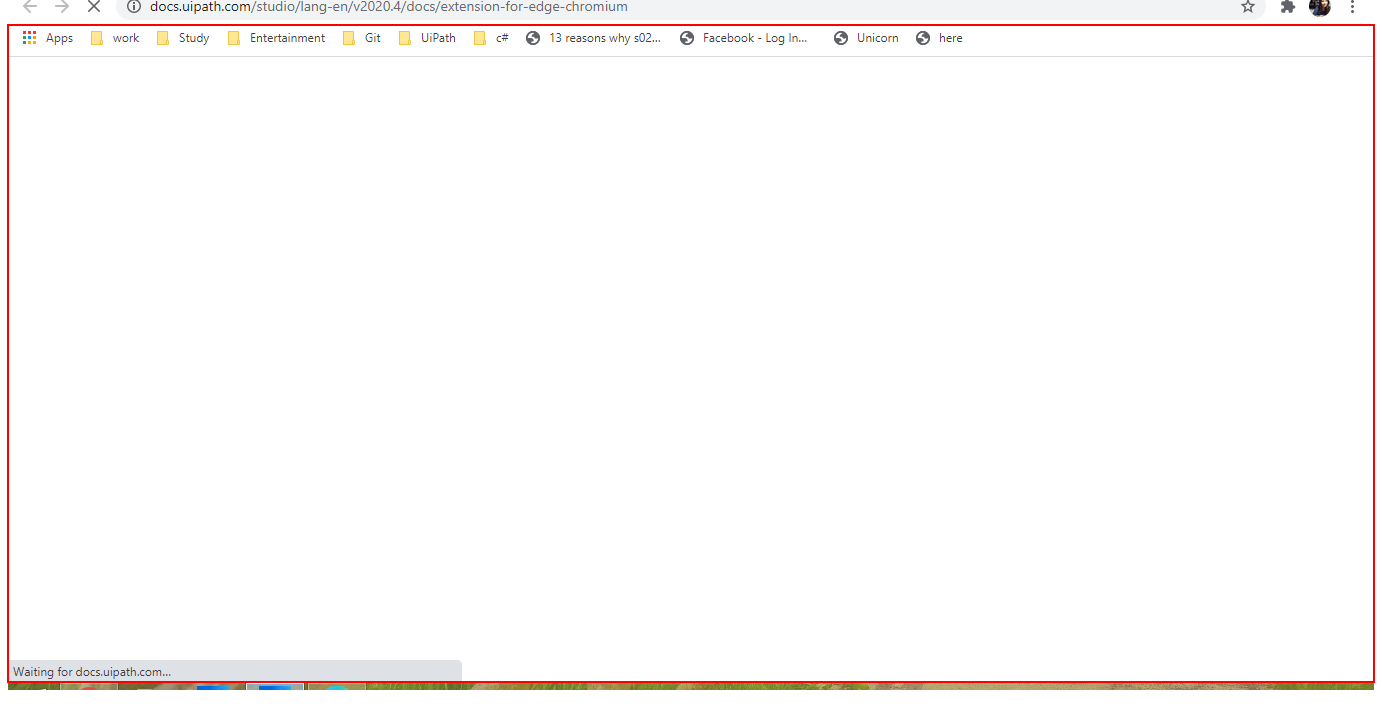 docs.uipath.com/studio/lang-en/v2020.4/docs/extension-for-edge-chromium
Apps work Study Entertainment Git UiPath c# 13 reasons why s02... Facebook - Log In... Unicorn here
Waiting for docs.uipath.com...